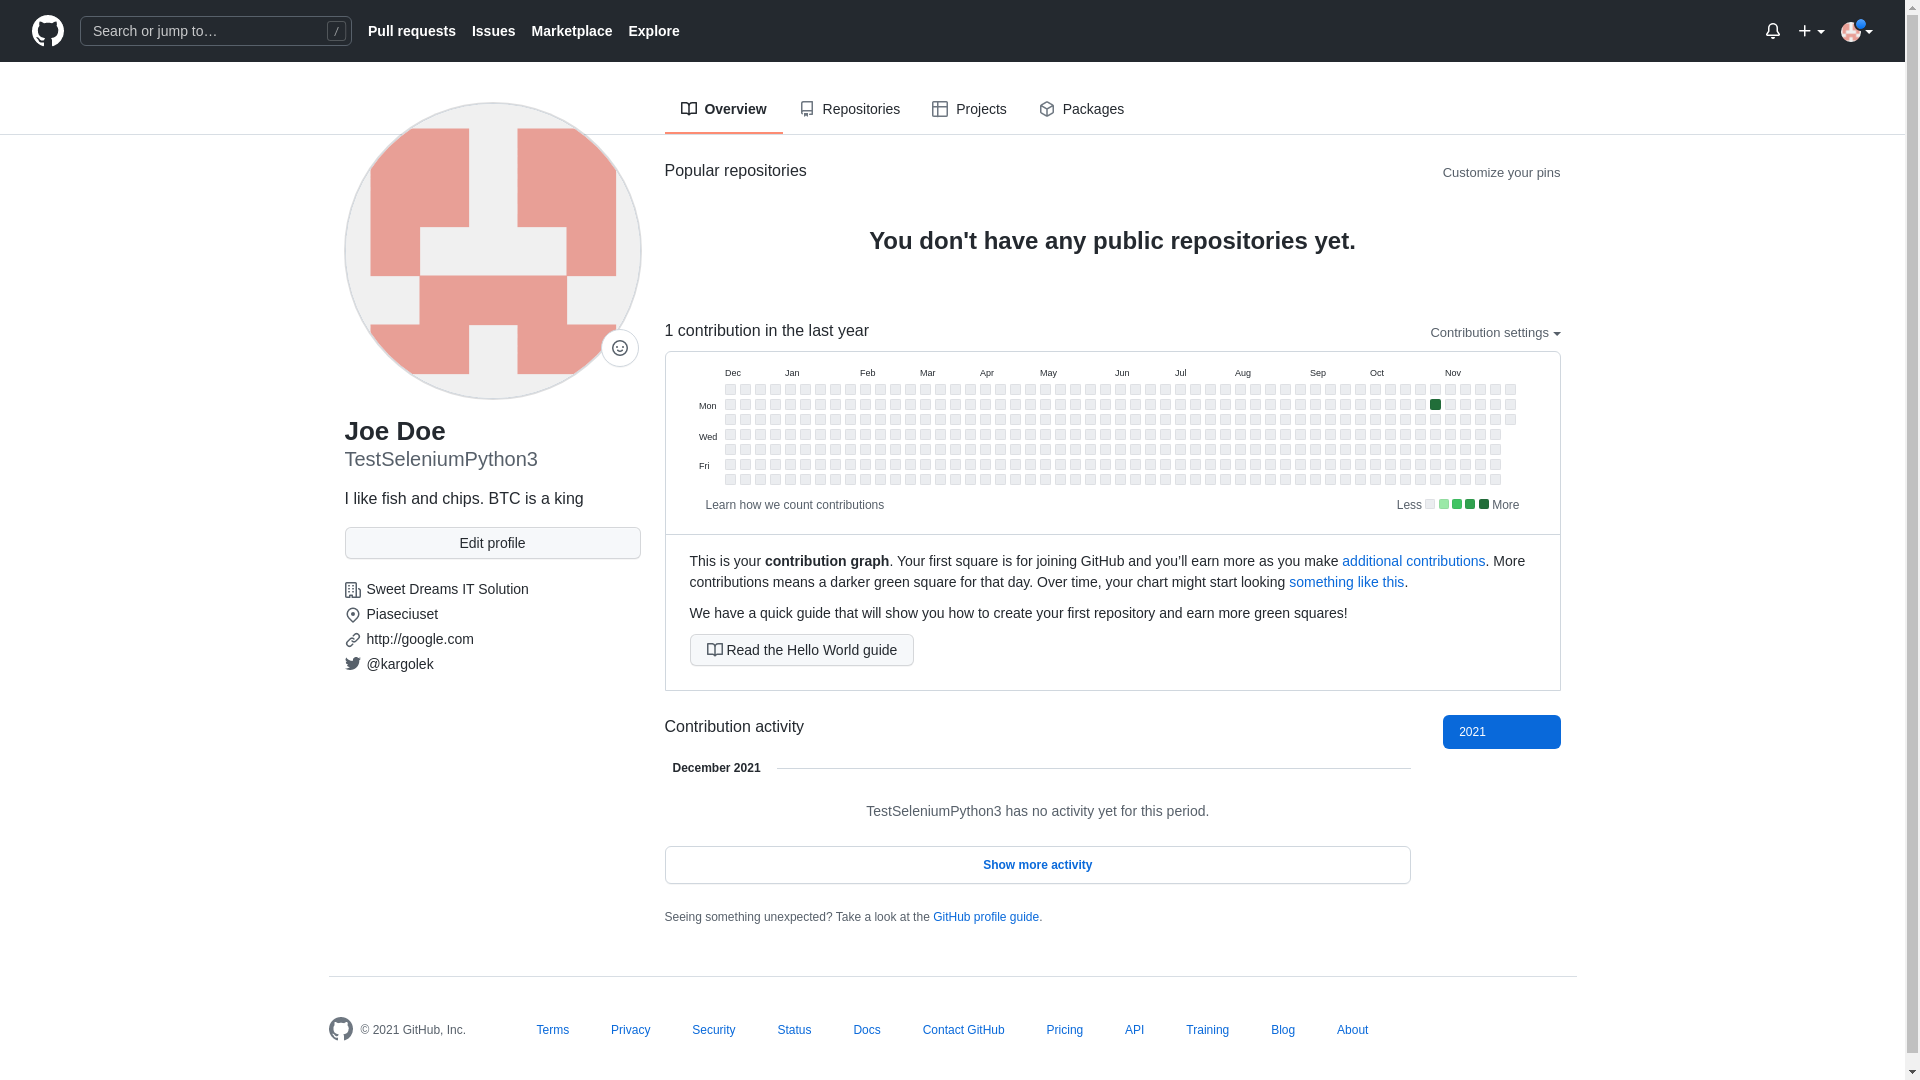 Search or jump to…
/
Pull requests
Issues
Marketplace
Explore
Overview
Repositories
Projects
Packages
Popular repositories
Customize your pins
You don't have any public repositories yet.
Joe Doe
TestSeleniumPython3
I like fish and chips. BTC is a king
Edit profile
Sweet Dreams IT Solution
Piaseciuset
http://google.com
@kargolek
1 contribution in the last year
Contribution settings
Dec Jan Feb Mar Apr May Jun Jul Aug Sep Oct Nov
Mon
Wed
Fri
Learn how we count contributions
Less
More
This is your contribution graph. Your first square is for joining GitHub and you’ll earn more as you make additional contributions. More
contributions means a darker green square for that day. Over time, your chart might start looking something like this.
We have a quick guide that will show you how to create your first repository and earn more green squares!
Read the Hello World guide
Contribution activity
2021
December 2021
TestSeleniumPython3 has no activity yet for this period.
Show more activity
Seeing something unexpected? Take a look at the GitHub profile guide.
© 2021 GitHub, Inc.
Terms
Privacy
Security
Status
Docs
Contact GitHub
Pricing
API
Training
Blog
About